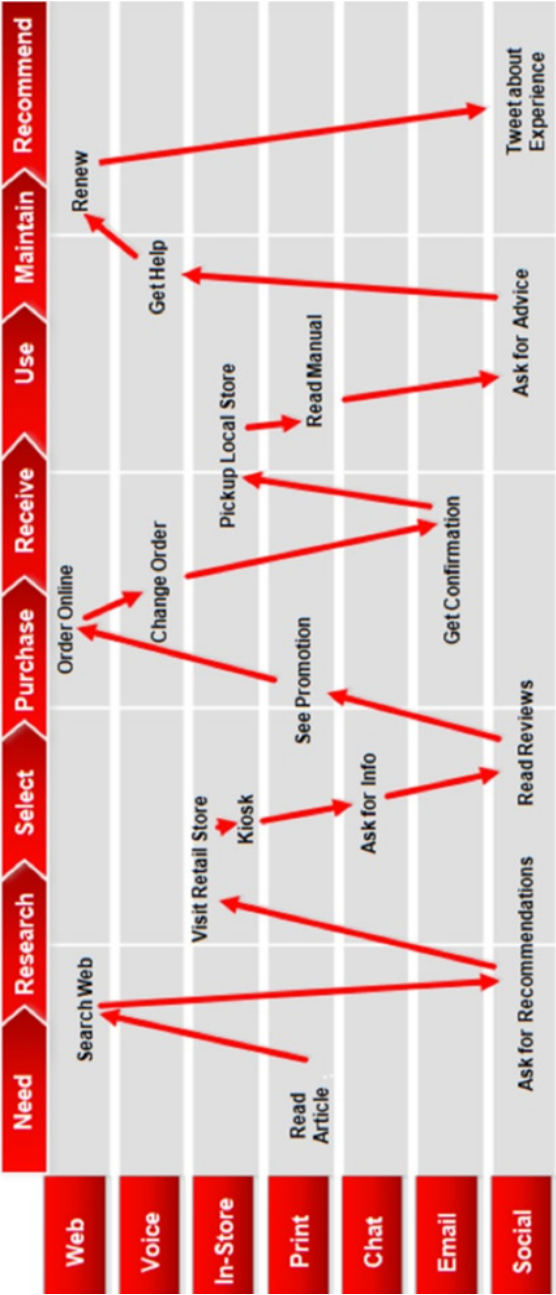 Need
Research
Select
Purchase
Receive
Use
Maintain
Recommend
Web
Search Web
Order Online
Renew
Voice
Change Order
Get Help
In-Store
Visit Retail Store
Kiosk
Pickup Local Store
Print
Read
Article
See Promotion
Read Manual
Chat
Ask for Info
Email
Get Confirmation
Social
Ask for Recommendations
Read Reviews
Ask for Advice
Tweet about
Experience